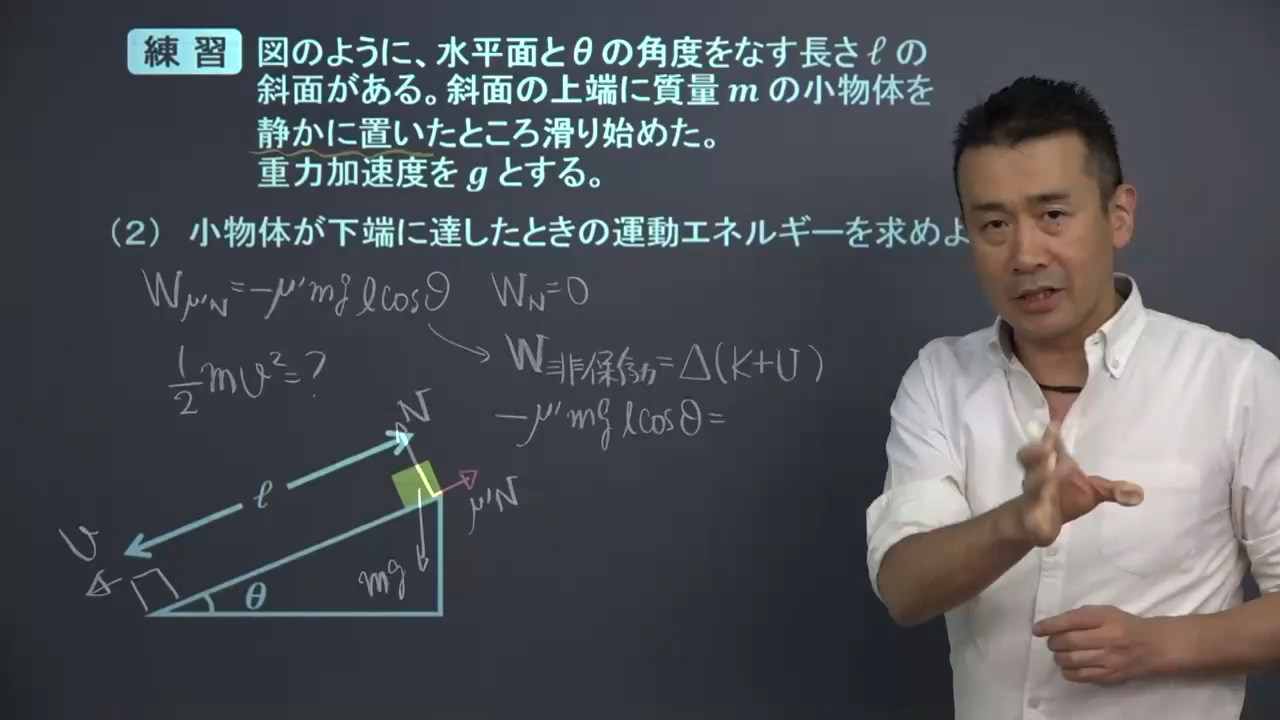 練習 図のように、水平面とθの角度をなす長さℓの
斜面がある。斜面の上端に質量 m の小物体を
静かに置いたところ滑り始めた。
重力加速度を g とする。
(2) 小物体が下端に達したときの運動エネルギーを求めよ
Wμ'N=-μ'mgℓcosθ WN=0
W非保存力=Δ(K+U)
1/2mv²=?
-μ'mgℓcosθ=
N
ℓ
μ'N
v
mg
θ